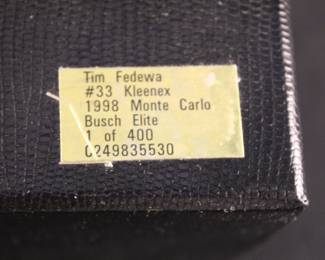 Tim Fedewa
#33 Kleenex
1998 Monte Carlo
Busch Elite
1 of 400
0249835530